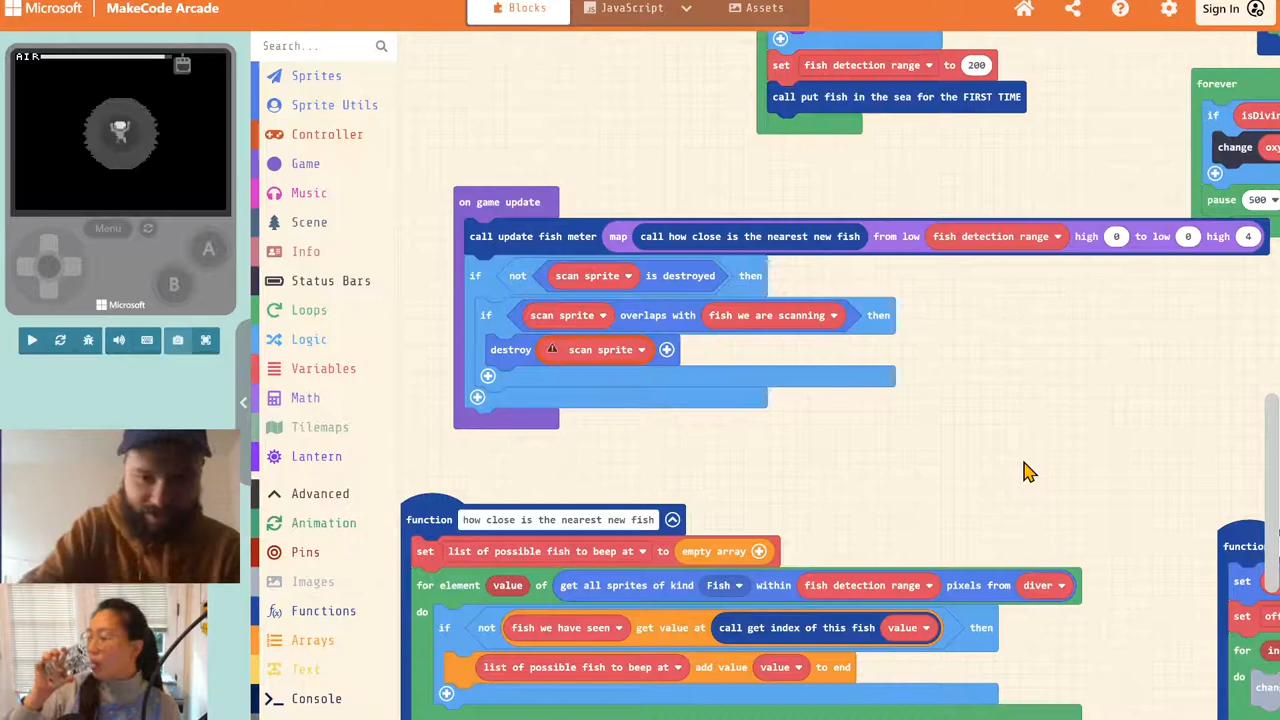 Microsoft MakeCode Arcade
Blocks JavaScript Assets
Sign In
AIR
Menu
A
B
Microsoft
Search...
Sprites
Sprite Utils
Controller
Game
Music
Scene
Info
Status Bars
Loops
Logic
Variables
Math
Tilemaps
Lantern
Advanced
Animation
Pins
Images
Functions
Arrays
Text
Console
set fish detection range to 200
call put fish in the sea for the FIRST TIME
forever
if
change
pause 500
on game update
call update fish meter map call how close is the nearest new fish from low fish detection range high 0 to low 0 high 4
if not scan sprite is destroyed then
if scan sprite overlaps with fish we are scanning then
destroy scan sprite
function how close is the nearest new fish
set list of possible fish to beep at to empty array
for element value of get all sprites of kind Fish within fish detection range pixels from diver
do
if not fish we have seen get value at call get index of this fish value then
list of possible fish to beep at add value value to end
set
set
for
do